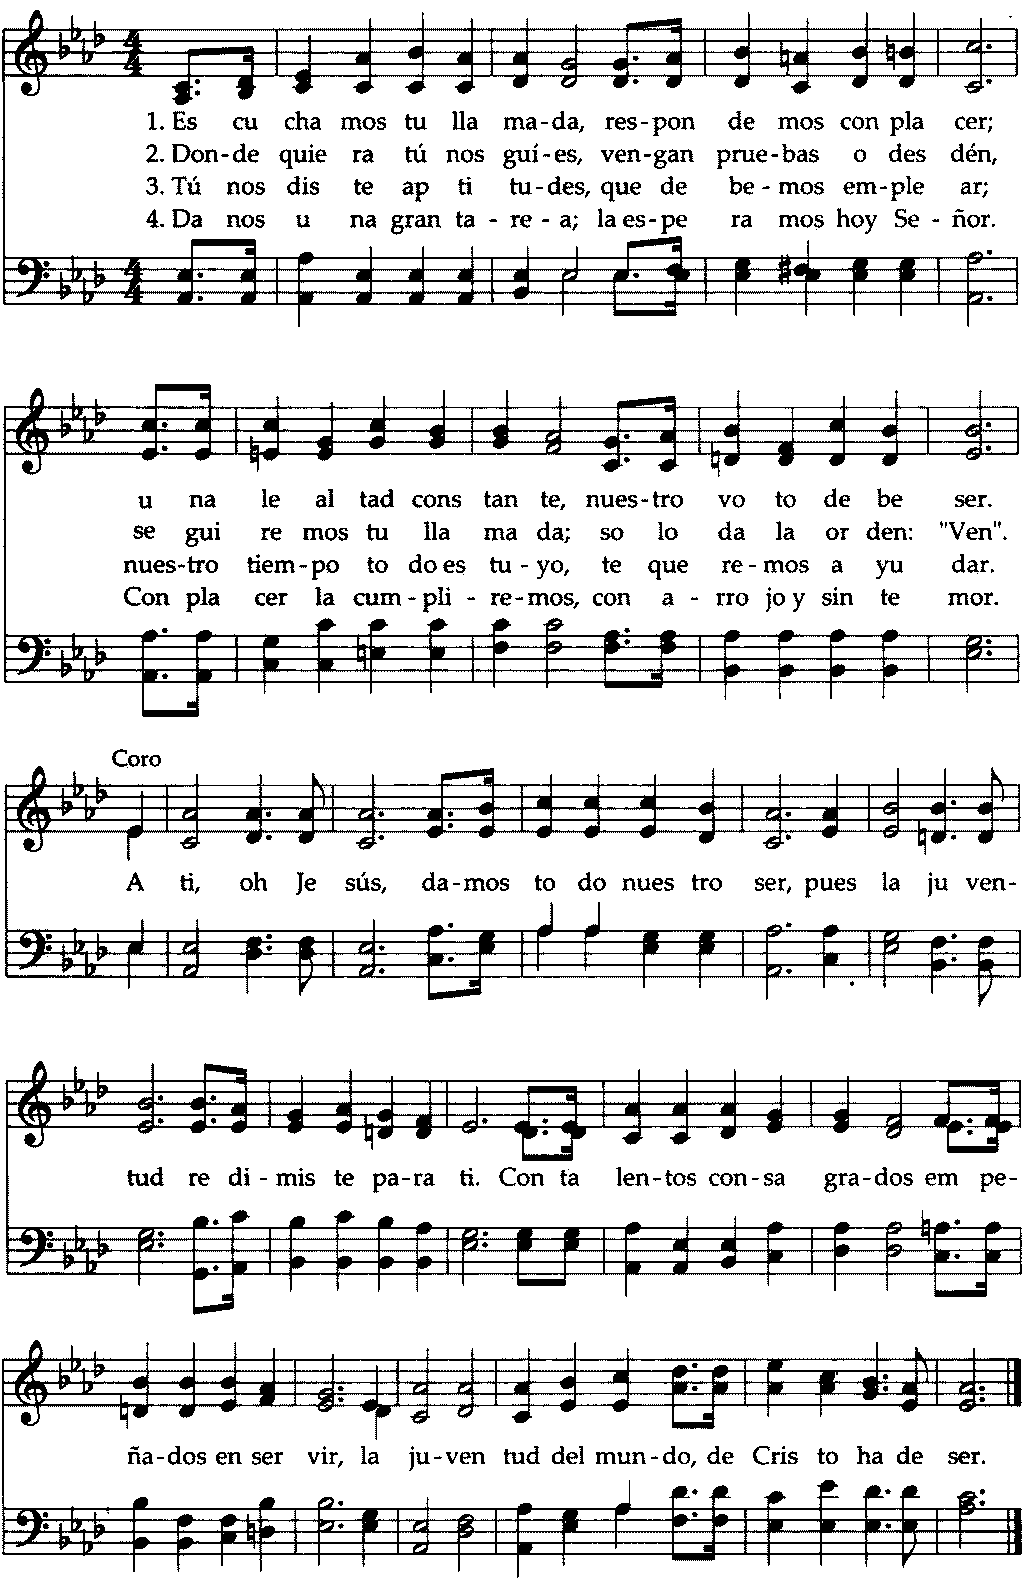 1. Es cu cha mos tu lla ma-da, res-pon de mos con pla cer;
2. Don-de quie ra tú nos guí-es, ven-gan prue-bas o des dén,
3. Tú nos dis te ap ti tu-des, que de be-mos em-ple ar;
4. Da nos u na gran ta-re-a; la es-pe ra mos hoy Se-ñor.
u na le al tad cons tan te, nues-tro vo to de be ser.
se gui re mos tu lla ma da; so lo da la or den: "Ven".
nues-tro tiem-po to do es tu-yo, te que re-mos a yu dar.
Con pla cer la cum-pli-re-mos, con a-rro jo y sin te mor.
Coro
A ti, oh Je sús, da-mos to do nues tro ser, pues la ju ven-
tud re di-mis te pa-ra ti. Con ta len-tos con-sa gra-dos em pe-
ña-dos en ser vir, la ju-ven tud del mun-do, de Cris to ha de ser.